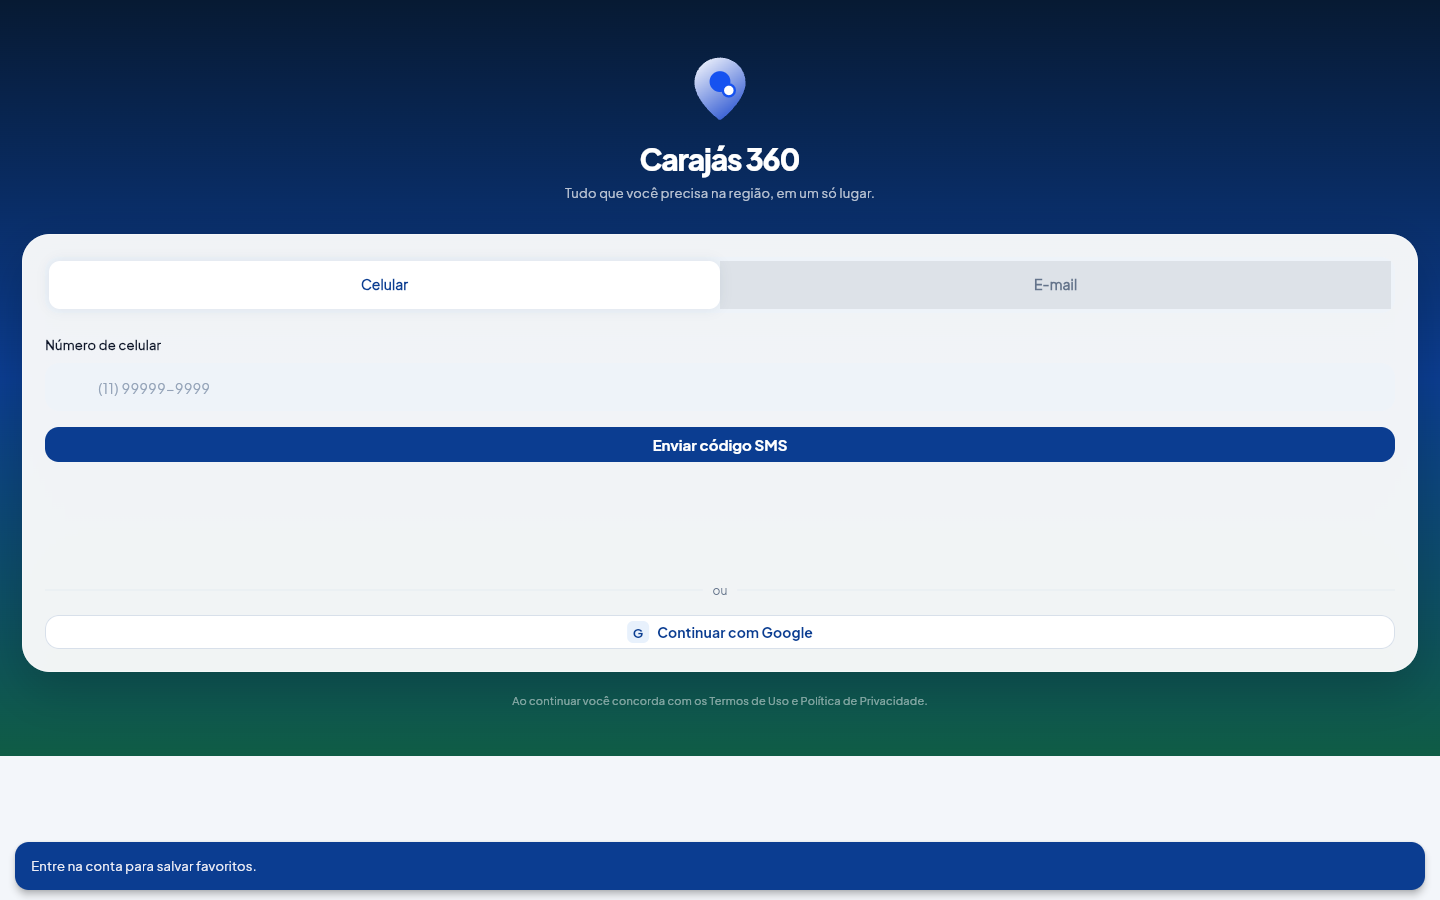 Carajás 360
Tudo que você precisa na região, em um só lugar.
Celular
E-mail
Número de celular
(11) 99999-9999
Enviar código SMS
ou
G Continuar com Google
Ao continuar você concorda com os Termos de Uso e Política de Privacidade.
Entre na conta para salvar favoritos.